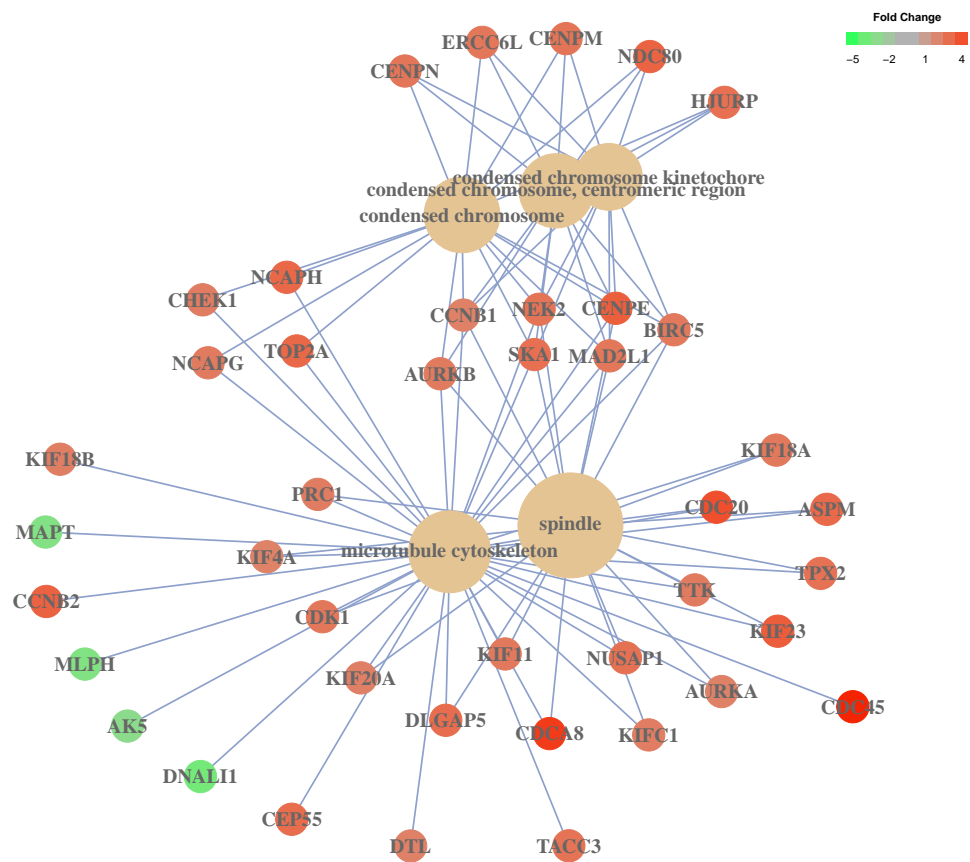 Fold Change
−5 −2 1 4
ERCC6L
CENPM
NDC80
CENPN
HJURP
condensed chromosome kinetochore
condensed chromosome, centromeric region
condensed chromosome
NCAPH
CHEK1
CCNB1
NEK2
CENPE
BIRC5
NCAPG
TOP2A
SKA1
MAD2L1
AURKB
KIF18B
KIF18A
PRC1
CDC20
ASPM
spindle
MAPT
KIF4A
microtubule cytoskeleton
TPX2
CCNB2
TTK
CDK1
KIF23
MLPH
KIF11
NUSAP1
KIF20A
AURKA
CDC45
AK5
DLGAP5
CDCA8
KIFC1
DNALI1
CEP55
DTL
TACC3